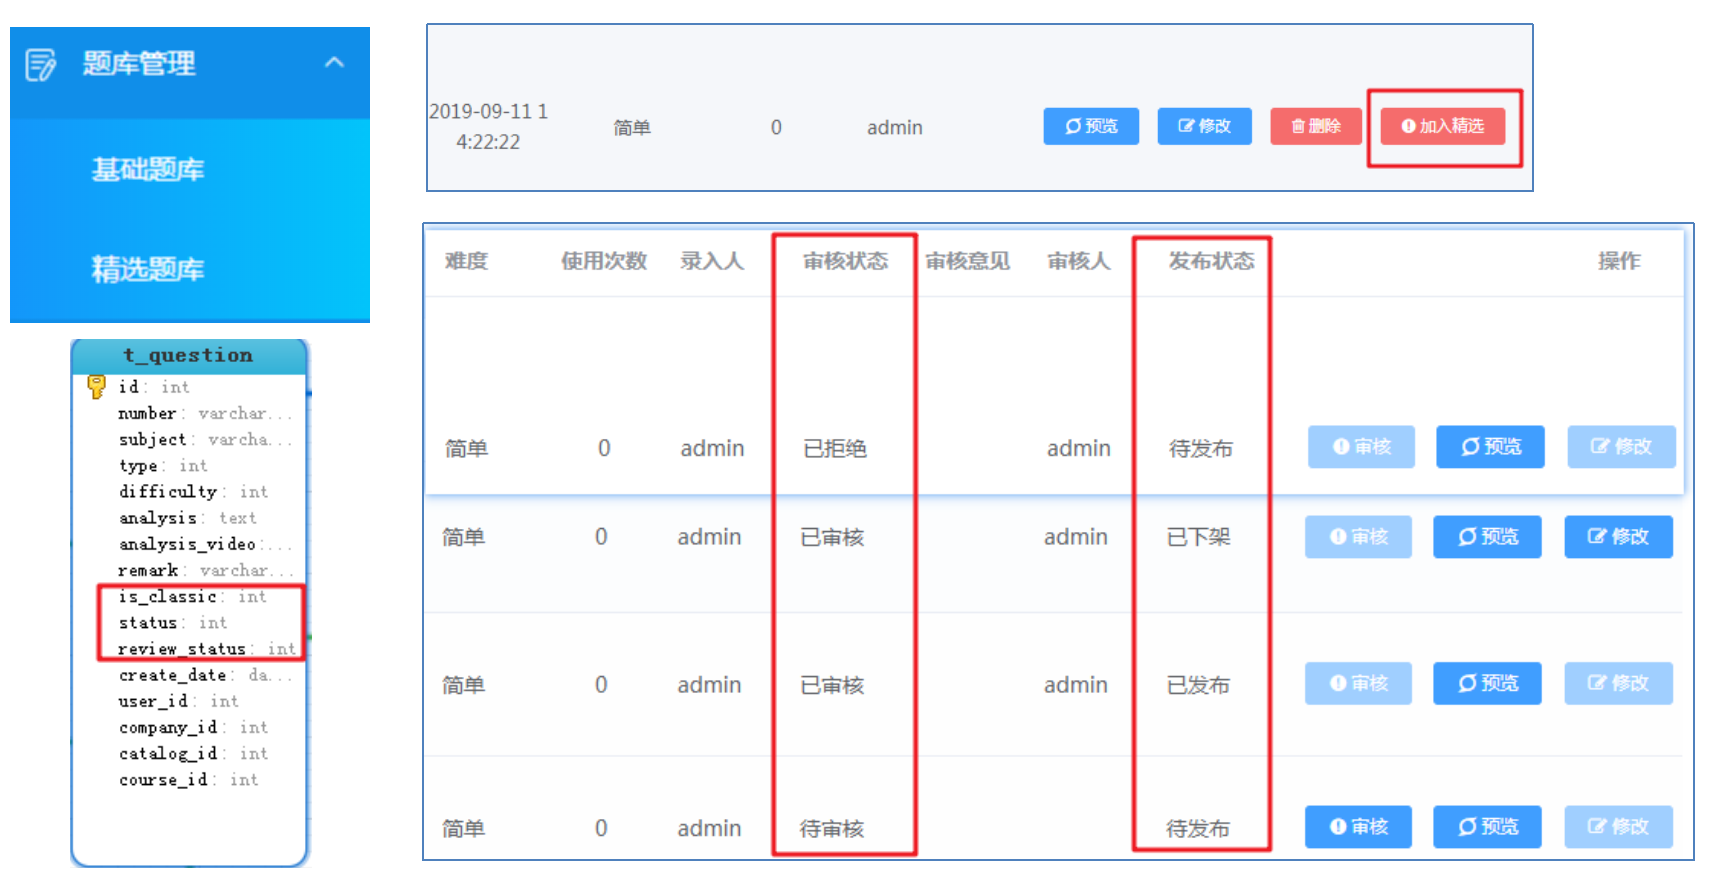 题库管理
基础题库
精选题库
2019-09-11 1
4:22:22 简单 0 admin 预览 修改 删除 加入精选
t_question
id: int
number: varchar...
subject: varcha...
type: int
difficulty: int
analysis: text
analysis_video:...
remark: varchar...
is_classic: int
status: int
review_status: int
create_date: da...
user_id: int
company_id: int
catalog_id: int
course_id: int
难度 使用次数 录入人 审核状态 审核意见 审核人 发布状态 操作
简单 0 admin 已拒绝 admin 待发布 审核 预览 修改
简单 0 admin 已审核 admin 已下架 审核 预览 修改
简单 0 admin 已审核 admin 已发布 审核 预览 修改
简单 0 admin 待审核 待发布 审核 预览 修改